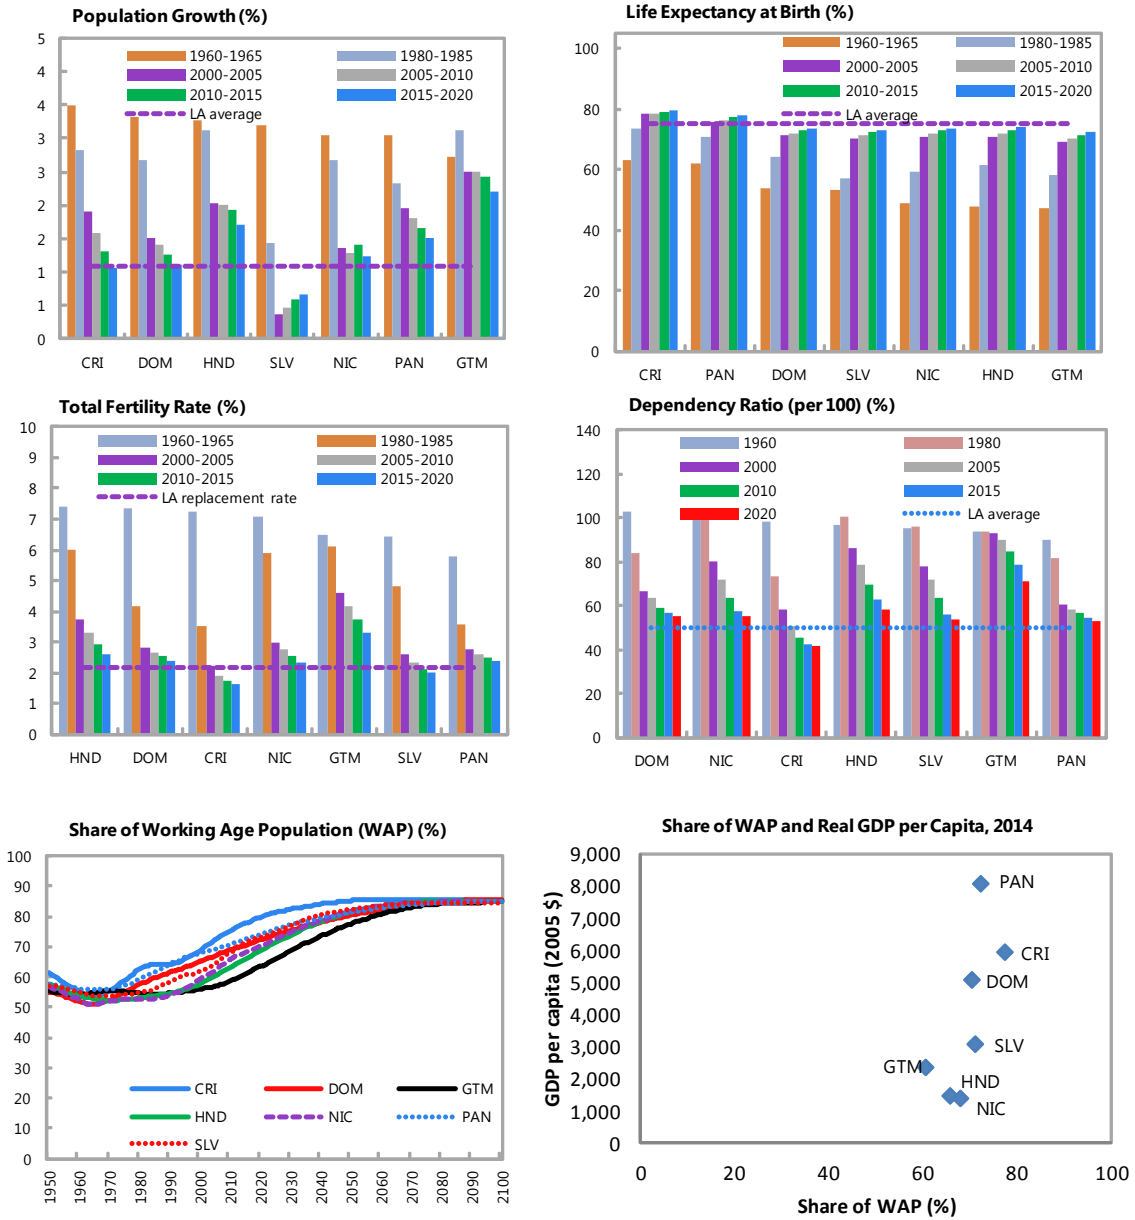 Population Growth (%)
5
4
4
3
3
2
2
1
1
0
1960-1965
1980-1985
2000-2005
2005-2010
2010-2015
2015-2020
LA average
CRI DOM HND SLV NIC PAN GTM
Life Expectancy at Birth (%)
100
80
60
40
20
0
1960-1965
1980-1985
2000-2005
2005-2010
2010-2015
2015-2020
LA average
CRI PAN DOM SLV NIC HND GTM
Total Fertility Rate (%)
10
9
8
7
6
5
4
3
2
1
0
1960-1965
1980-1985
2000-2005
2005-2010
2010-2015
2015-2020
LA replacement rate
HND DOM CRI NIC GTM SLV PAN
Dependency Ratio (per 100) (%)
140
120
100
80
60
40
20
0
1960
1980
2000
2005
2010
2015
2020
LA average
DOM NIC CRI HND SLV GTM PAN
Share of Working Age Population (WAP) (%)
100
90
80
70
60
50
40
30
20
10
0
CRI
DOM
GTM
HND
NIC
PAN
SLV
1950 1960 1970 1980 1990 2000 2010 2020 2030 2040 2050 2060 2070 2080 2090 2100
Share of WAP and Real GDP per Capita, 2014
GDP per capita (2005 $)
9,000
8,000
7,000
6,000
5,000
4,000
3,000
2,000
1,000
0
PAN
CRI
DOM
SLV
GTM
HND
NIC
0 20 40 60 80 100
Share of WAP (%)